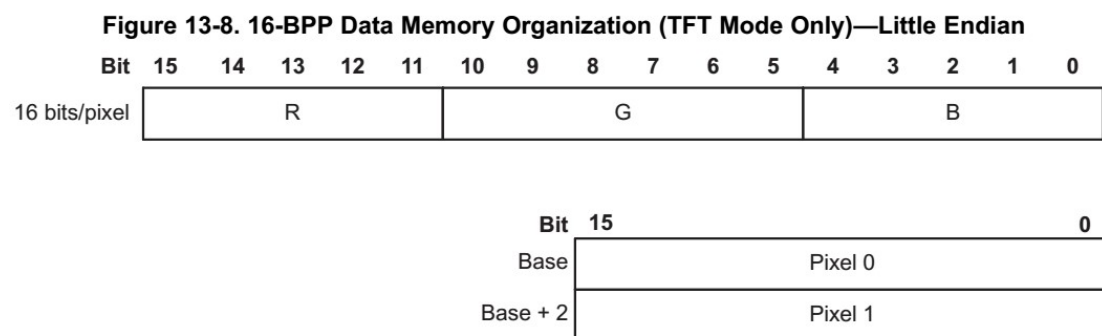 Figure 13-8. 16-BPP Data Memory Organization (TFT Mode Only)—Little Endian
Bit 15 14 13 12 11 10 9 8 7 6 5 4 3 2 1 0
16 bits/pixel R G B
Bit 15 0
Base Pixel 0
Base + 2 Pixel 1